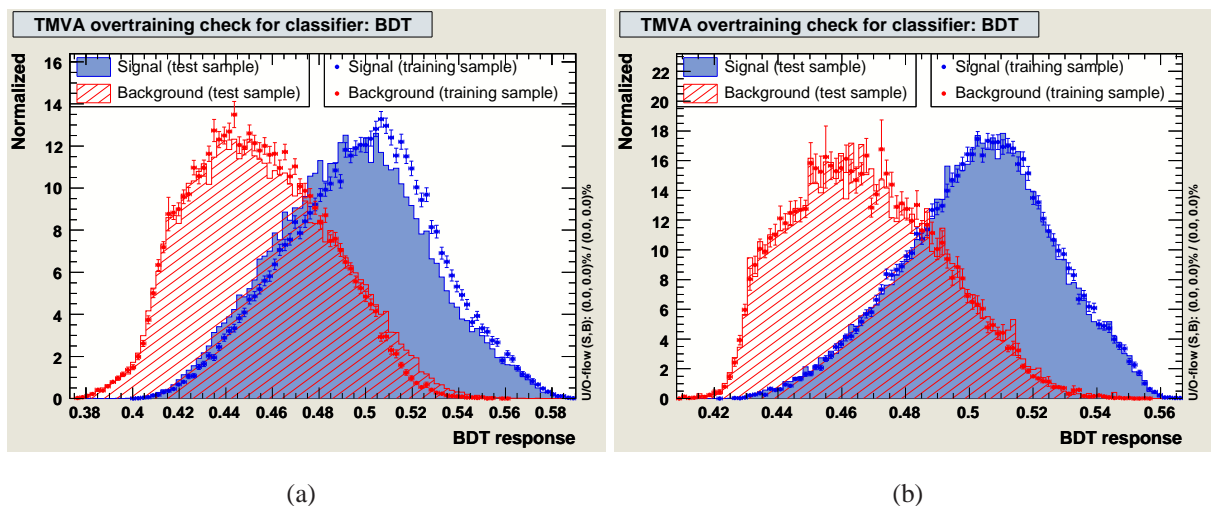 TMVA overtraining check for classifier: BDT
Normalized
16
14
12
10
8
6
4
2
0
Signal (test sample)
Background (test sample)
Signal (training sample)
Background (training sample)
U/O-flow (S,B): (0.0, 0.0)% / (0.0, 0.0)%
0.38 0.4 0.42 0.44 0.46 0.48 0.5 0.52 0.54 0.56 0.58
BDT response
(a)
TMVA overtraining check for classifier: BDT
Normalized
22
20
18
16
14
12
10
8
6
4
2
0
Signal (test sample)
Background (test sample)
Signal (training sample)
Background (training sample)
U/O-flow (S,B): (0.0, 0.0)% / (0.0, 0.0)%
0.42 0.44 0.46 0.48 0.5 0.52 0.54 0.56
BDT response
(b)